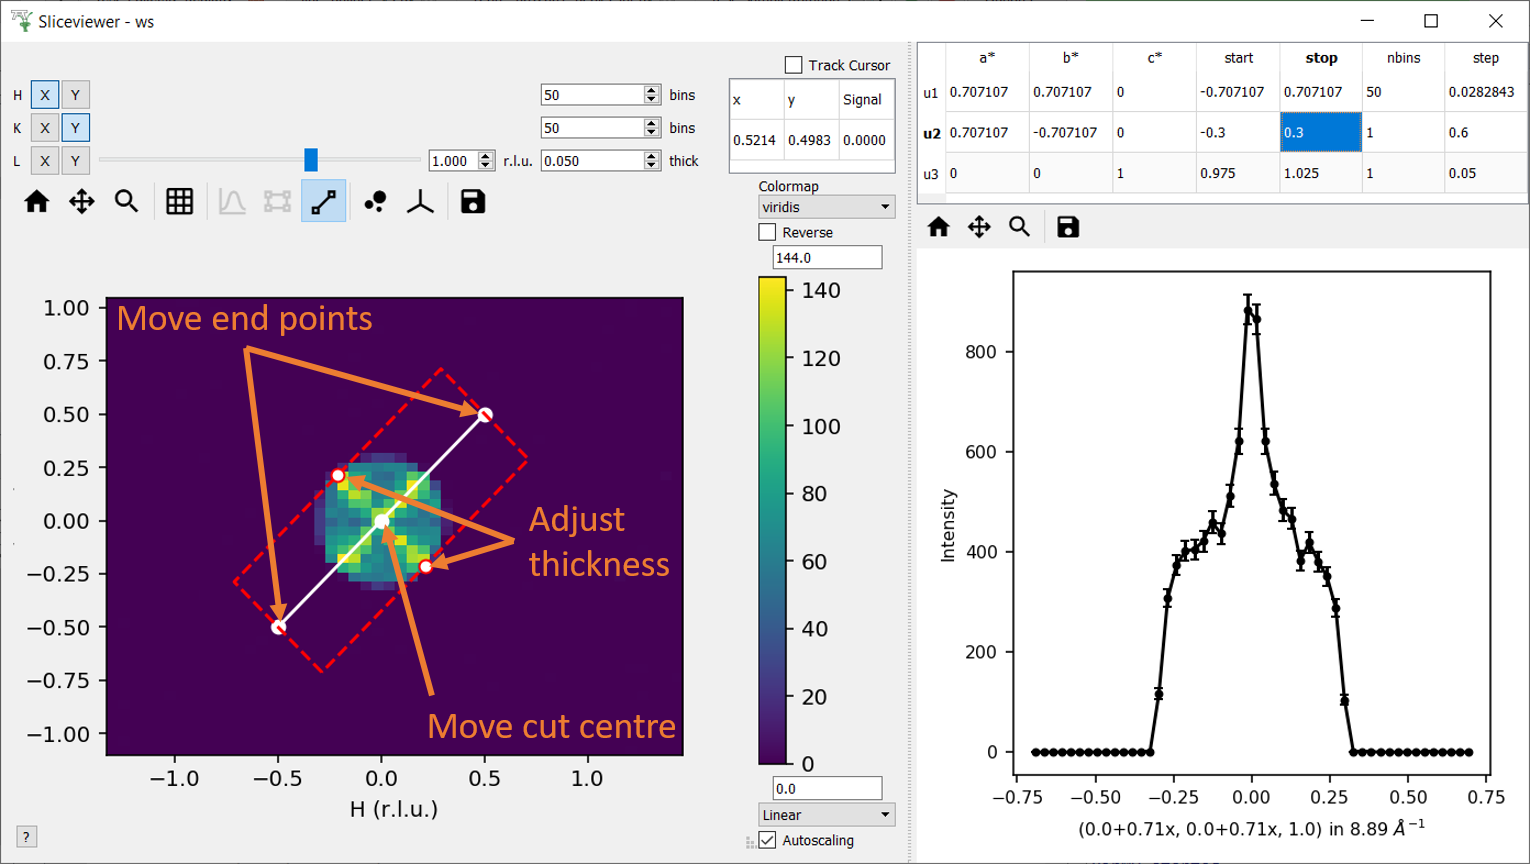 Sliceviewer - ws
H X Y 50 bins
K X Y 50 bins
L X Y 1.000 r.l.u. 0.050 thick
Track Cursor
x y Signal
0.5214 0.4983 0.0000
Colormap
viridis
Reverse
144.0
140
120
100
80
60
40
20
0
0.0
Linear
Autoscaling
Move end points
Adjust
thickness
Move cut centre
1.00
0.75
0.50
0.25
0.00
−0.25
−0.50
−0.75
−1.00
−1.0 −0.5 0.0 0.5 1.0
H (r.l.u.)
?
a* b* c* start stop nbins step
u1 0.707107 0.707107 0 -0.707107 0.707107 50 0.0282843
u2 0.707107 -0.707107 0 -0.3 0.3 1 0.6
u3 0 0 1 0.975 1.025 1 0.05
800
600
400
200
0
Intensity
−0.75 −0.50 −0.25 0.00 0.25 0.50 0.75
(0.0+0.71x, 0.0+0.71x, 1.0) in 8.89 Å⁻¹